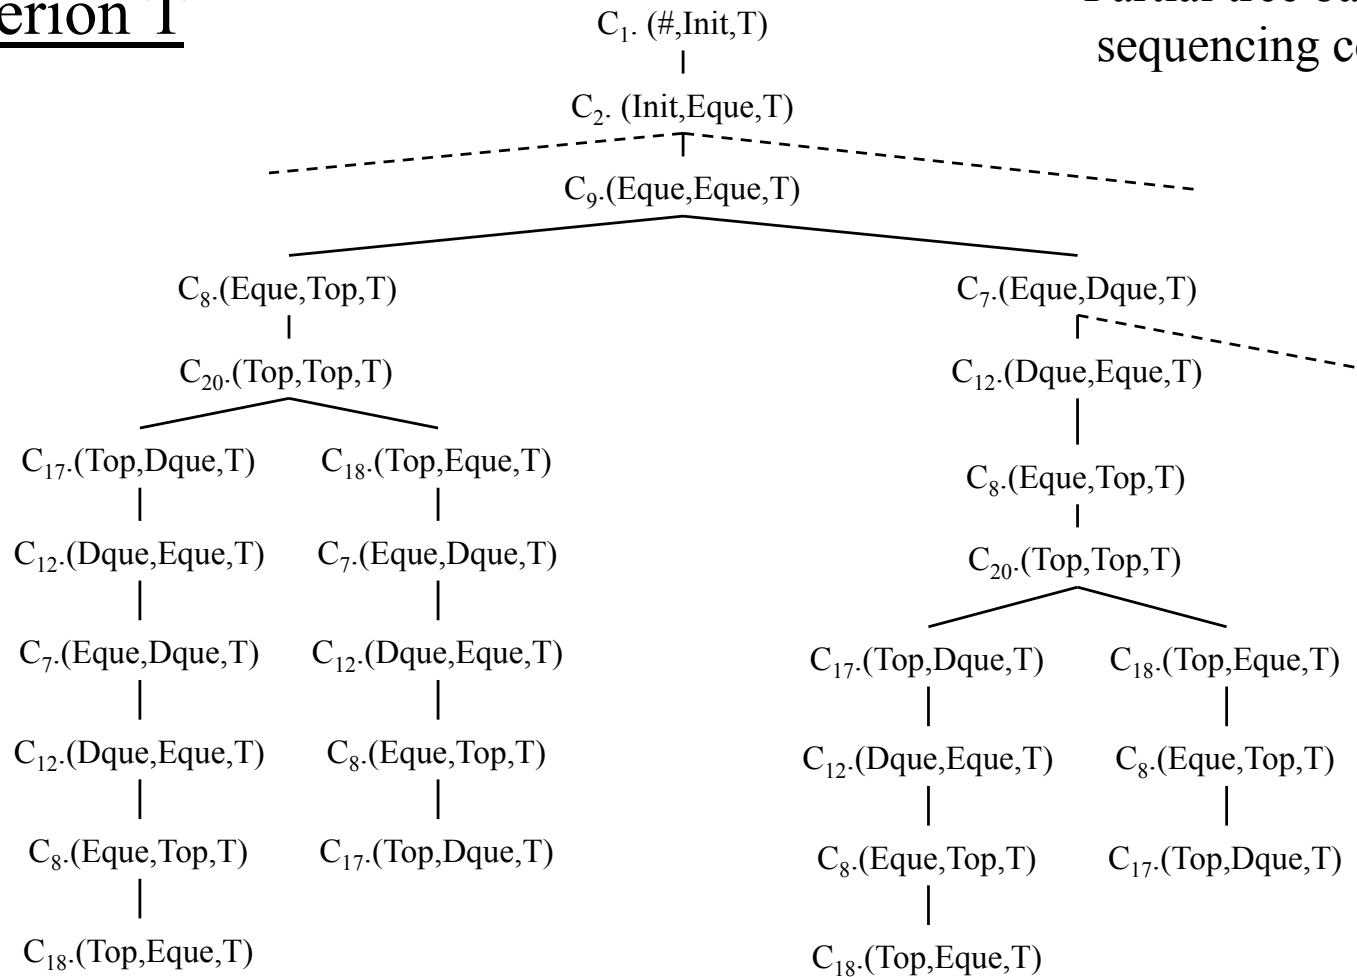 C₁. (#,Init,T)
sequencing
C₂. (Init,Eque,T)
C₉.(Eque,Eque,T)
C₈.(Eque,Top,T) C₇.(Eque,Dque,T)
C₂₀.(Top,Top,T) C₁₂.(Dque,Eque,T)
C₁₇.(Top,Dque,T) C₁₈.(Top,Eque,T) C₈.(Eque,Top,T)
C₁₂.(Dque,Eque,T) C₇.(Eque,Dque,T) C₂₀.(Top,Top,T)
C₇.(Eque,Dque,T) C₁₂.(Dque,Eque,T) C₁₇.(Top,Dque,T) C₁₈.(Top,Eque,T)
C₁₂.(Dque,Eque,T) C₈.(Eque,Top,T) C₁₂.(Dque,Eque,T) C₈.(Eque,Top,T)
C₈.(Eque,Top,T) C₁₇.(Top,Dque,T) C₈.(Eque,Top,T) C₁₇.(Top,Dque,T)
C₁₈.(Top,Eque,T) C₁₈.(Top,Eque,T)